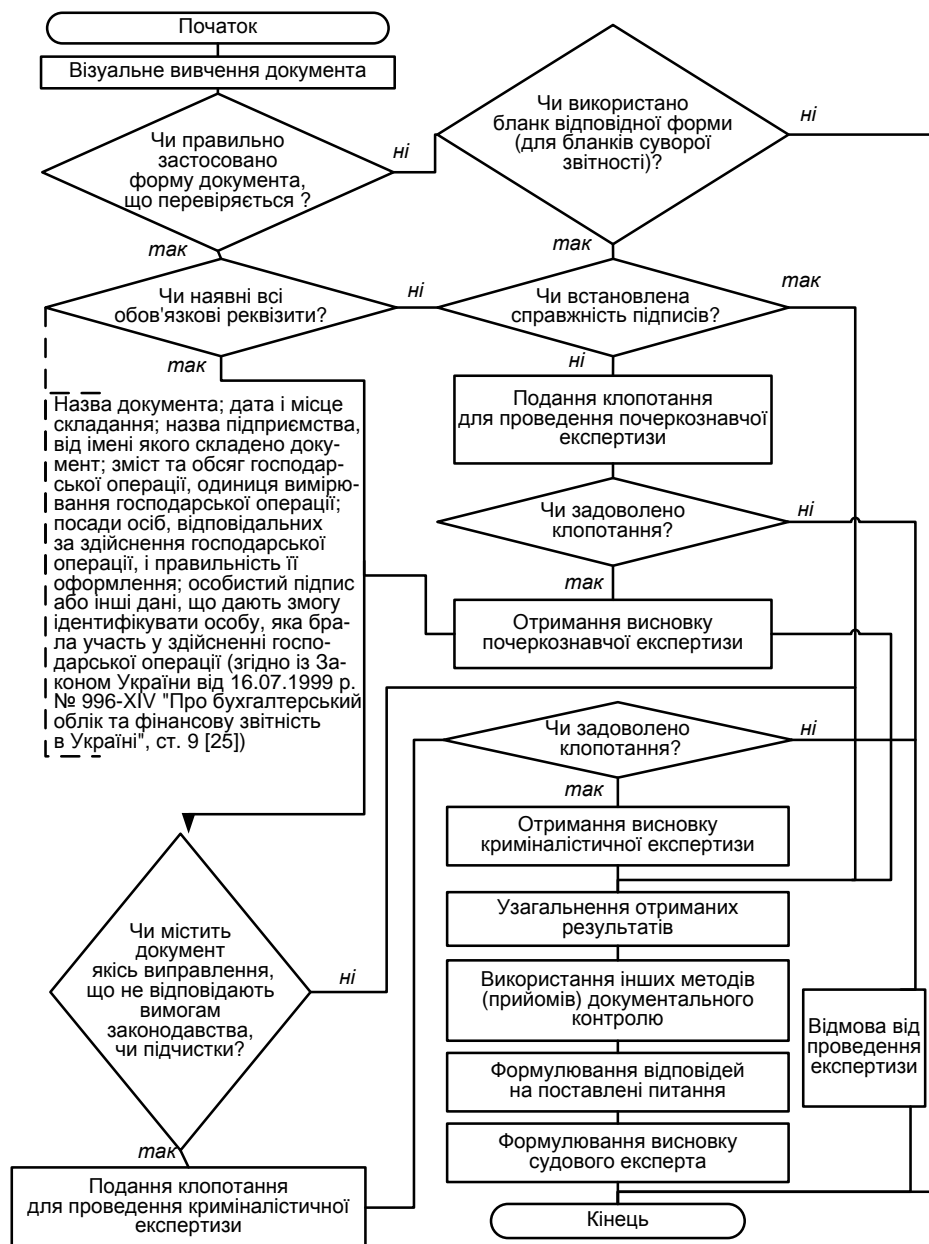 Початок
Візуальне вивчення документа
Чи правильно
застосовано
форму документа,
що перевіряється ?
ні
Чи використано
бланк відповідної форми
(для бланків суворої
звітності)?
ні
так
так
Чи наявні всі
обов'язкові реквізити?
ні
Чи встановлена
справжність підписів?
так
так
ні
Назва документа; дата і місце
складання; назва підприємства,
від імені якого складено доку-
мент; зміст та обсяг господар-
ської операції, одиниця вимірю-
вання господарської операції;
посади осіб, відповідальних
за здійснення господарської
операції, і правильність її
оформлення; особистий підпис
або інші дані, що дають змогу
ідентифікувати особу, яка бра-
ла участь у здійсненні госпо-
дарської операції (згідно із За-
коном України від 16.07.1999 р.
№ 996-XIV "Про бухгалтерський
облік та фінансову звітність
в Україні", ст. 9 [25])
Подання клопотання
для проведення почеркознавчої
експертизи
Чи задоволено
клопотання?
ні
так
Отримання висновку
почеркознавчої експертизи
Чи задоволено
клопотання?
ні
так
Отримання висновку
криміналістичної експертизи
Узагальнення отриманих
результатів
Чи містить
документ
якісь виправлення,
що не відповідають
вимогам
законодавства,
чи підчистки?
ні
Використання інших методів
(прийомів) документального
контролю
Відмова від
проведення
експертизи
Формулювання відповідей
на поставлені питання
так
Формулювання висновку
судового експерта
Подання клопотання
для проведення криміналістичної
експертизи
Кінець